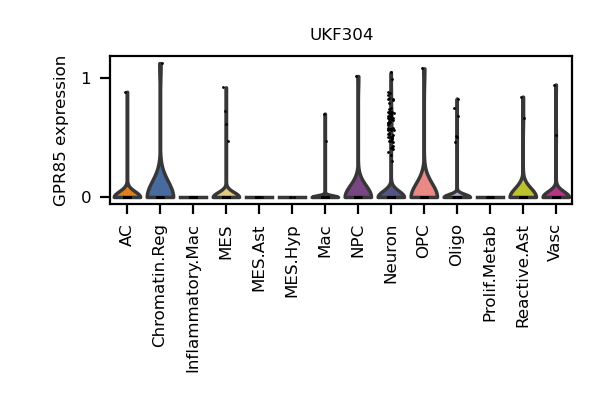 UKF304
GPR85 expression
1
0
AC
Chromatin.Reg
Inflammatory.Mac
MES
MES.Ast
MES.Hyp
Mac
NPC
Neuron
OPC
Oligo
Prolif.Metab
Reactive.Ast
Vasc